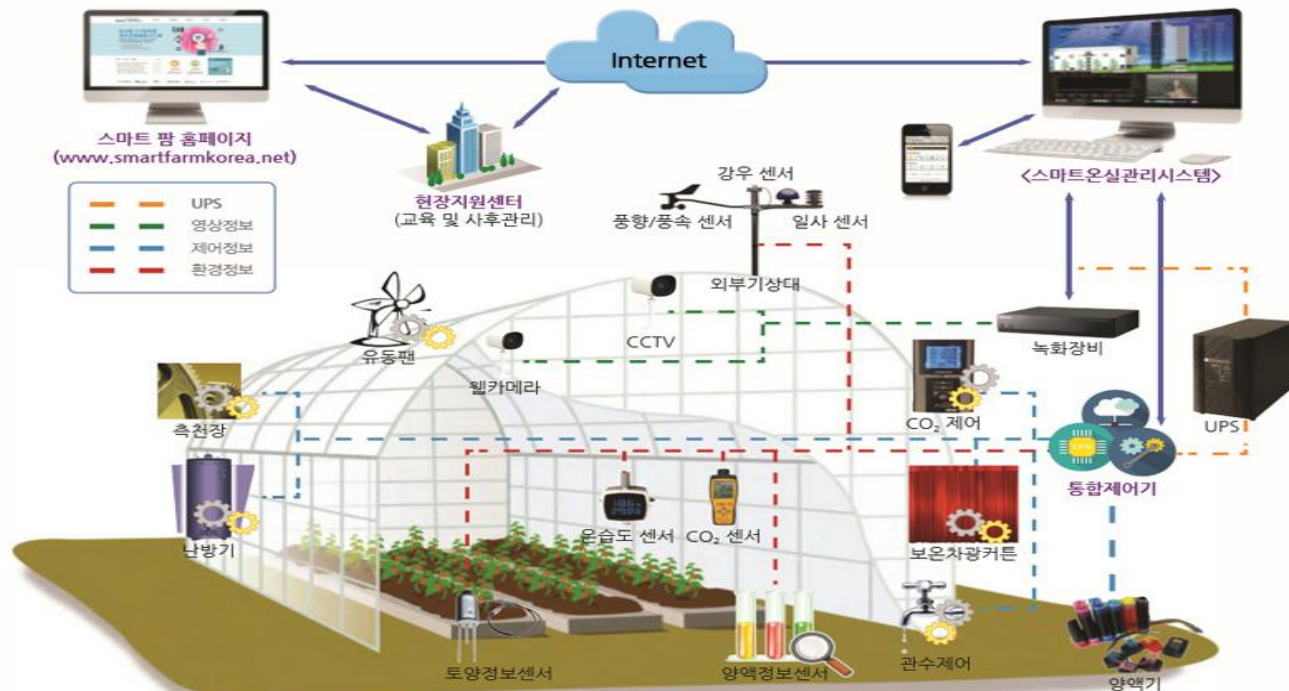 Internet
스마트 팜 홈페이지
(www.smartfarmkorea.net)
현장지원센터
(교육 및 사후관리)
<스마트온실관리시스템>
UPS
영상정보
제어정보
환경정보
강우 센서
풍향/풍속 센서
일사 센서
외부기상대
유동팬
CCTV
웹카메라
녹화장비
UPS
측천장
CO₂ 제어
통합제어기
난방기
온습도 센서
CO₂ 센서
보온차광커튼
토양정보센서
양액정보센서
관수제어
양액기